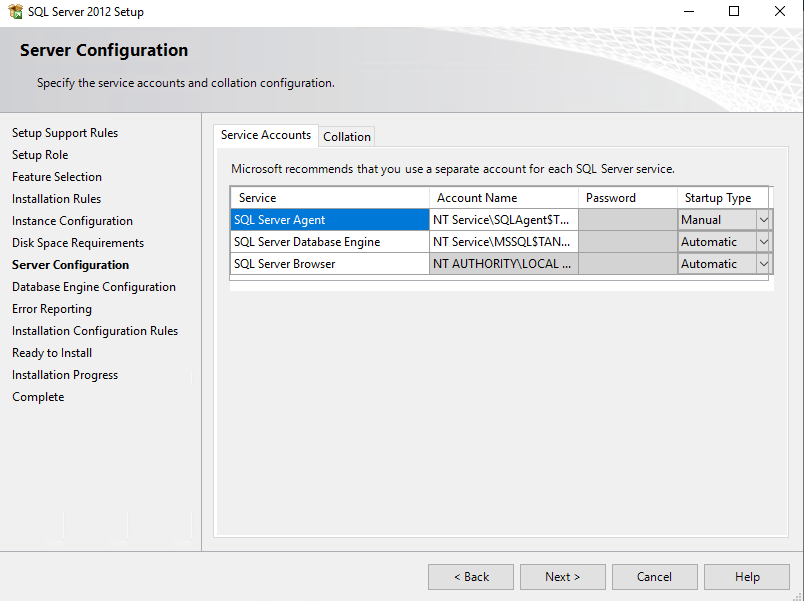 SQL Server 2012 Setup
Server Configuration
Specify the service accounts and collation configuration.
Setup Support Rules
Setup Role
Feature Selection
Installation Rules
Instance Configuration
Disk Space Requirements
Server Configuration
Database Engine Configuration
Error Reporting
Installation Configuration Rules
Ready to Install
Installation Progress
Complete
Service Accounts Collation
Microsoft recommends that you use a separate account for each SQL Server service.
Service Account Name Password Startup Type
SQL Server Agent NT Service\SQLAgent$T... Manual
SQL Server Database Engine NT Service\MSSQL$TAN... Automatic
SQL Server Browser NT AUTHORITY\LOCAL ... Automatic
< Back Next > Cancel Help